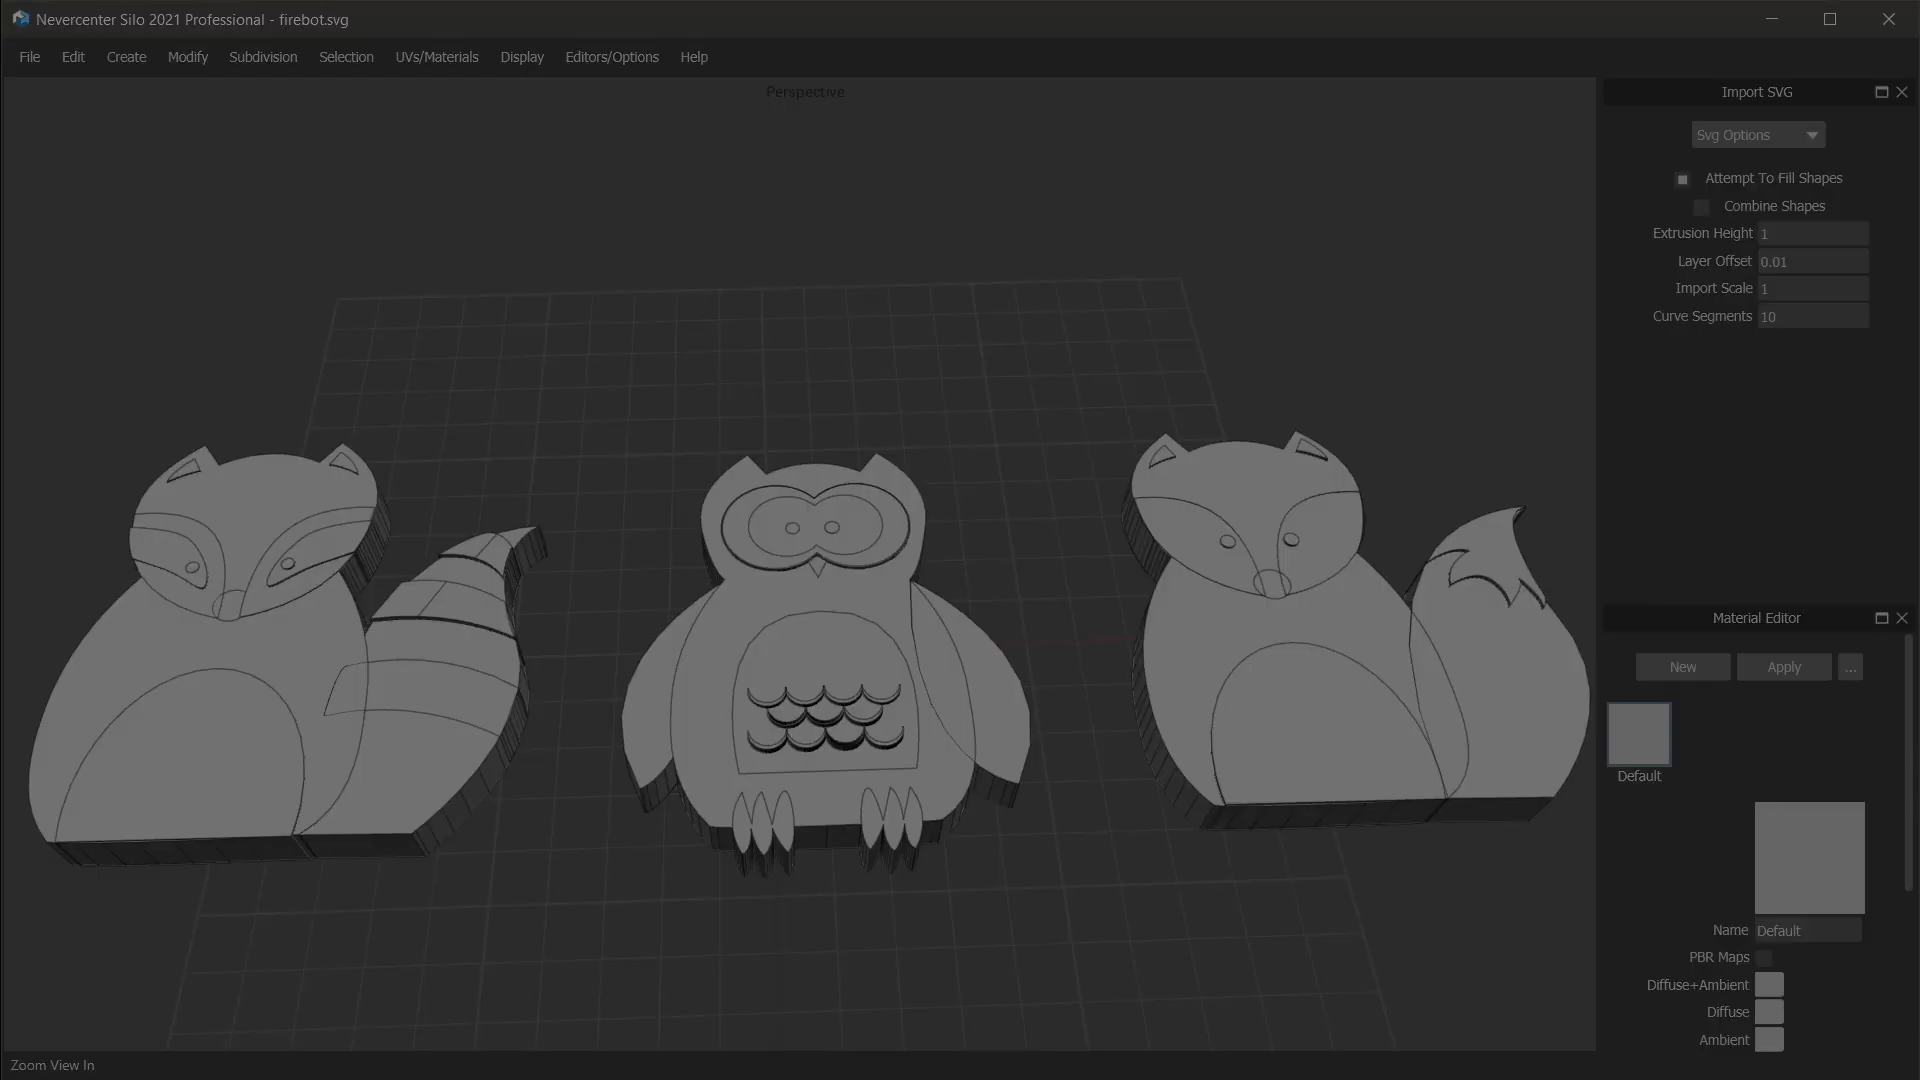 Nevercenter Silo 2021 Professional - firebot.svg
File Edit Create Modify Subdivision Selection UVs/Materials Display Editors/Options Help
Perspective
Import SVG
Svg Options
Attempt To Fill Shapes
Combine Shapes
Extrusion Height 1
Layer Offset 0.01
Import Scale 1
Curve Segments 10
Material Editor
New Apply ...
Default
Name Default
PBR Maps
Diffuse+Ambient
Diffuse
Ambient
Zoom View In